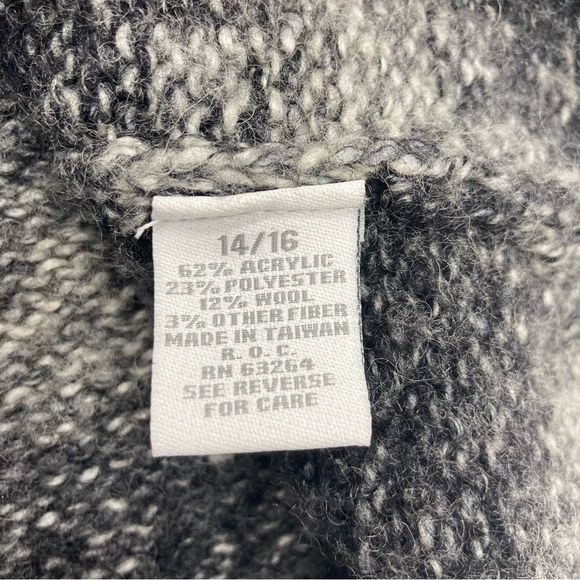 14/16
62% ACRYLIC
23% POLYESTER
12% WOOL
3% OTHER FIBER
MADE IN TAIWAN
R. O. C.
RN 63264
SEE REVERSE
FOR CARE